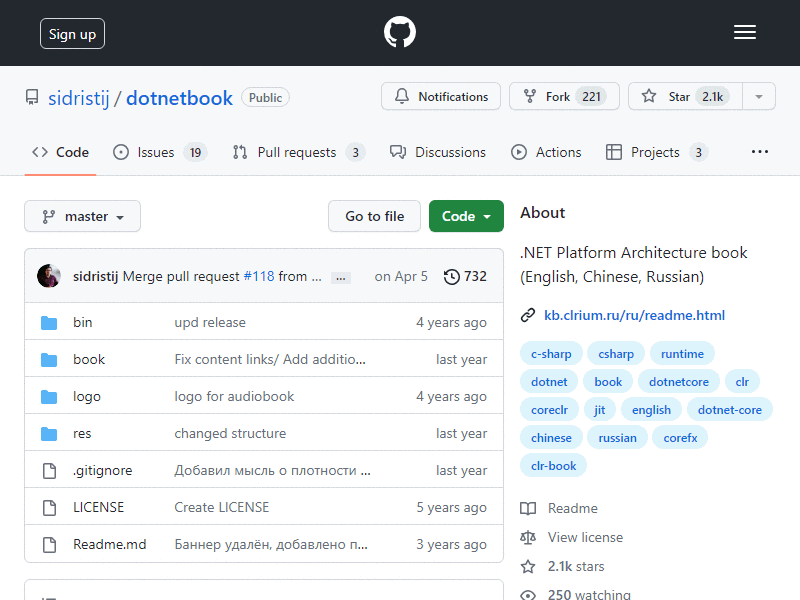 Sign up
sidristij / dotnetbook Public
Notifications
Fork 221
Star 2.1k
Code
Issues 19
Pull requests 3
Discussions
Actions
Projects 3
master
Go to file
Code
sidristij Merge pull request #118 from ... ... on Apr 5 732
bin upd release 4 years ago
book Fix content links/ Add additio... last year
logo logo for audiobook 4 years ago
res changed structure last year
.gitignore Добавил мысль о плотности ... last year
LICENSE Create LICENSE 5 years ago
Readme.md Баннер удалён, добавлено п... 3 years ago
About
.NET Platform Architecture book
(English, Chinese, Russian)
kb.clrium.ru/ru/readme.html
c-sharp csharp runtime
dotnet book dotnetcore clr
coreclr jit english dotnet-core
chinese russian corefx
clr-book
Readme
View license
2.1k stars
250 watching